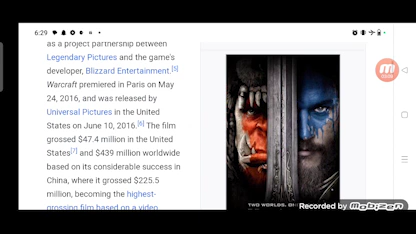 6:29
as a project partnership between
Legendary Pictures and the game's
developer, Blizzard Entertainment.[5]
Warcraft premiered in Paris on May
24, 2016, and was released by
Universal Pictures in the United
States on June 10, 2016.[6] The film
grossed $47.4 million in the United
States[7] and $439 million worldwide
based on its considerable success in
China, where it grossed $225.5
million, becoming the highest-
grossing film based on a video
TWO WORLDS.
Recorded by MOBIZEN